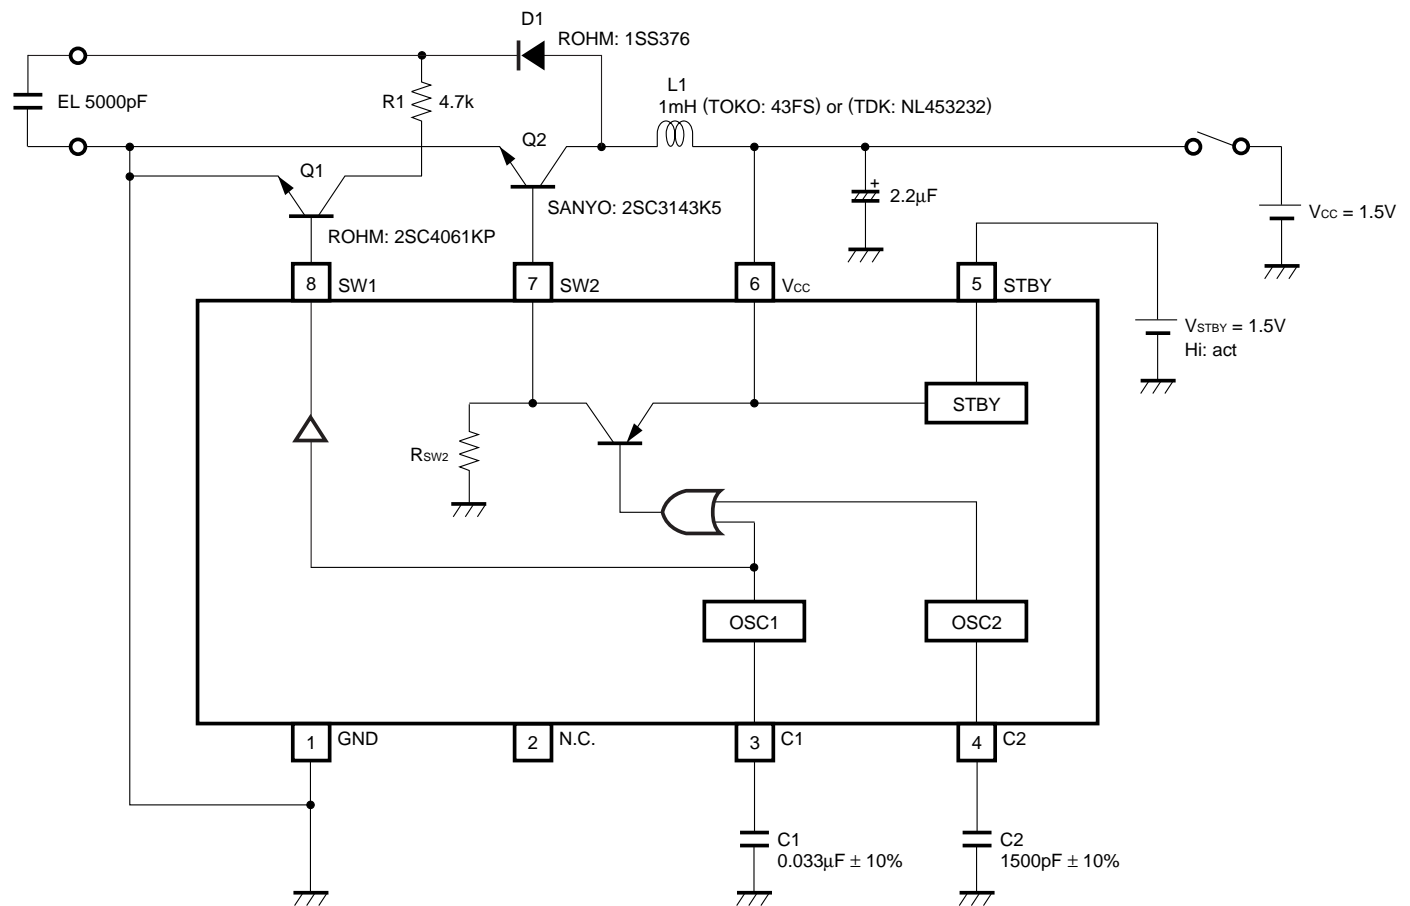 D1
ROHM: 1SS376
EL 5000pF
R1
4.7k
L1
1mH (TOKO: 43FS) or (TDK: NL453232)
Q2
Q1
SANYO: 2SC3143K5
ROHM: 2SC4061KP
+
2.2μF
VCC = 1.5V
8
SW1
7
SW2
6
VCC
5
STBY
VSTBY = 1.5V
Hi: act
STBY
RSW2
OSC1
OSC2
1
GND
2
N.C.
3
C1
4
C2
C1
0.033μF ± 10%
C2
1500pF ± 10%